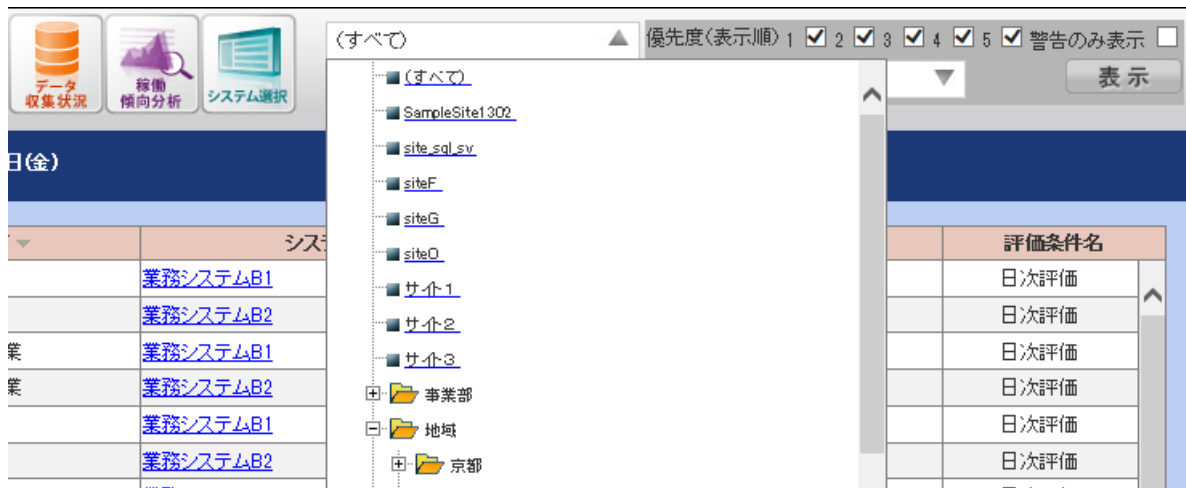 データ
収集状況
稼働
傾向分析
システム選択
(すべて)
優先度(表示順) 1 2 3 4 5 警告のみ表示
表示
(すべて)
SampleSite1302
site_sql_sv
siteF
siteG
siteO
サイト1
サイト2
サイト3
事業部
地域
京都
日(金)
シス
評価条件名
業務システムB1
日次評価
業務システムB2
日次評価
業
業務システムB1
日次評価
業
業務システムB2
日次評価
業務システムB1
日次評価
業務システムB2
日次評価